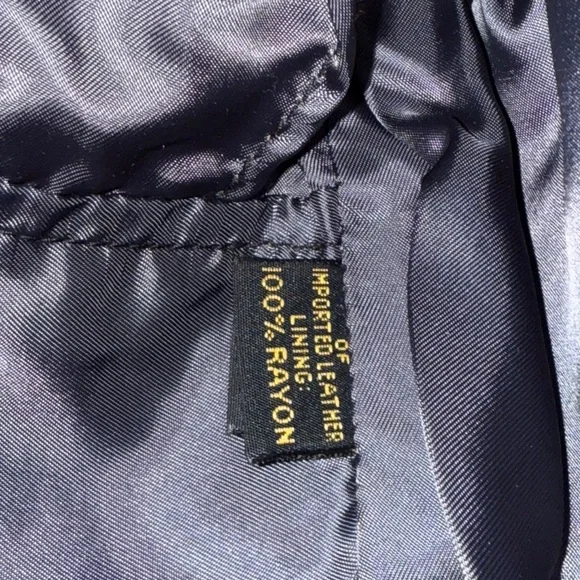 OF
IMPORTED LEATHER
LINING:
100% RAYON